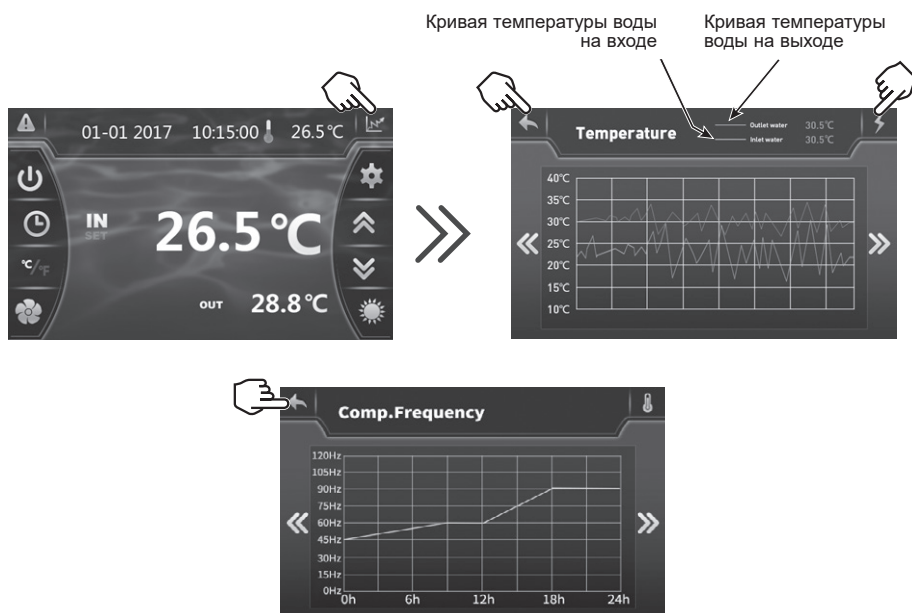 Кривая температуры воды
на входе
Кривая температуры
воды на выходе
01-01 2017 10:15:00 26.5℃
IN
SET
26.5℃
℃/℉
OUT 28.8℃
Temperature
Outlet water 30.5℃
Inlet water 30.5℃
40℃
35℃
30℃
25℃
20℃
15℃
10℃
Comp.Frequency
120Hz
105Hz
90Hz
75Hz
60Hz
45Hz
30Hz
15Hz
0Hz
0h 6h 12h 18h 24h